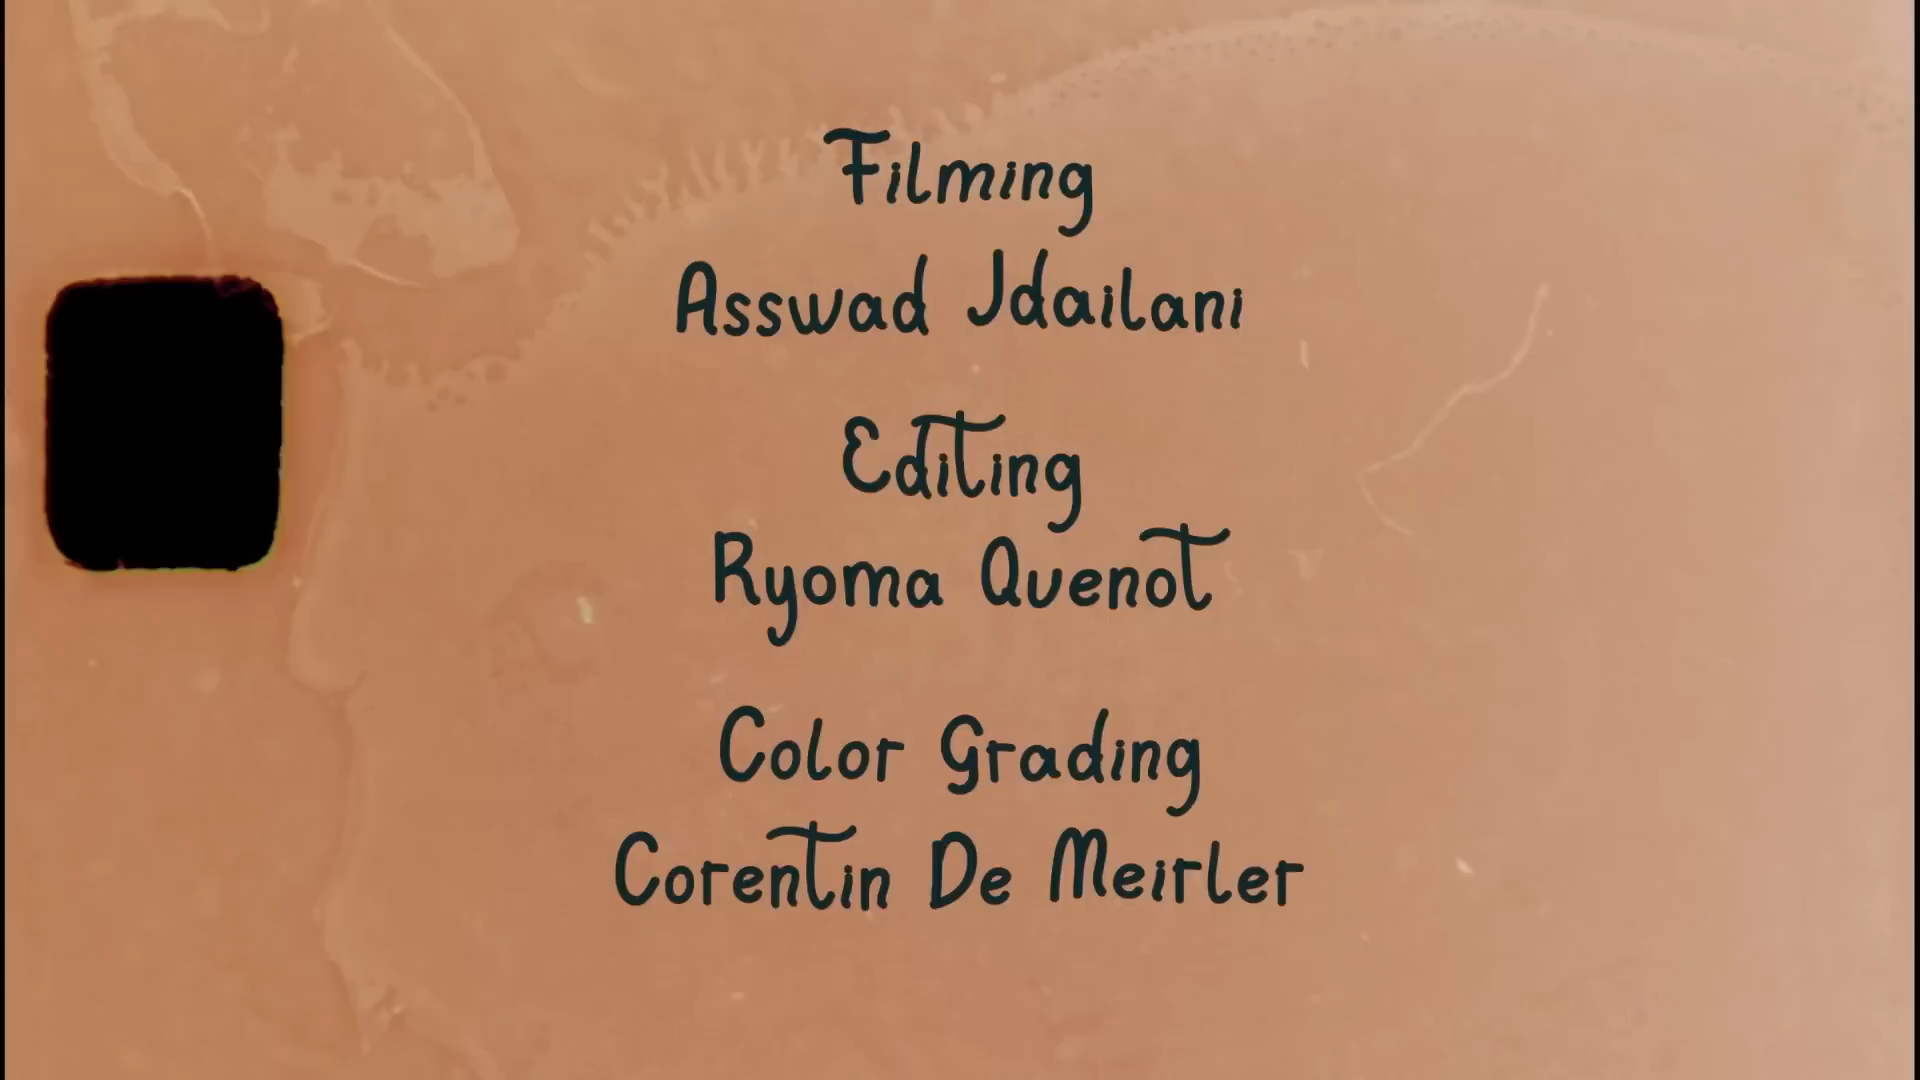 Filming
Asswad Jdailani
Editing
Ryoma Quenot
Color Grading
Corentin De Meirler